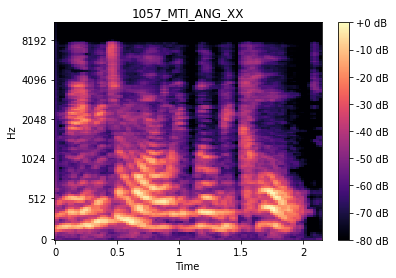 1057_MTI_ANG_XX
+0 dB
8192
-10 dB
4096
-20 dB
-30 dB
2048
Hz
-40 dB
1024
-50 dB
512
-60 dB
-70 dB
0
-80 dB
0 0.5 1 1.5 2
Time